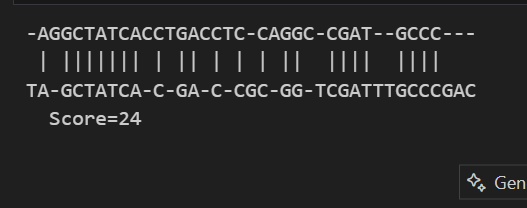 -AGGCTATCACCTGACCTC-CAGGC-CGAT--GCCC---
 | ||||||| | || | | | ||  ||||  ||||
TA-GCTATCA-C-GA-C-CGC-GG-TCGATTTGCCCGAC
  Score=24
Gen